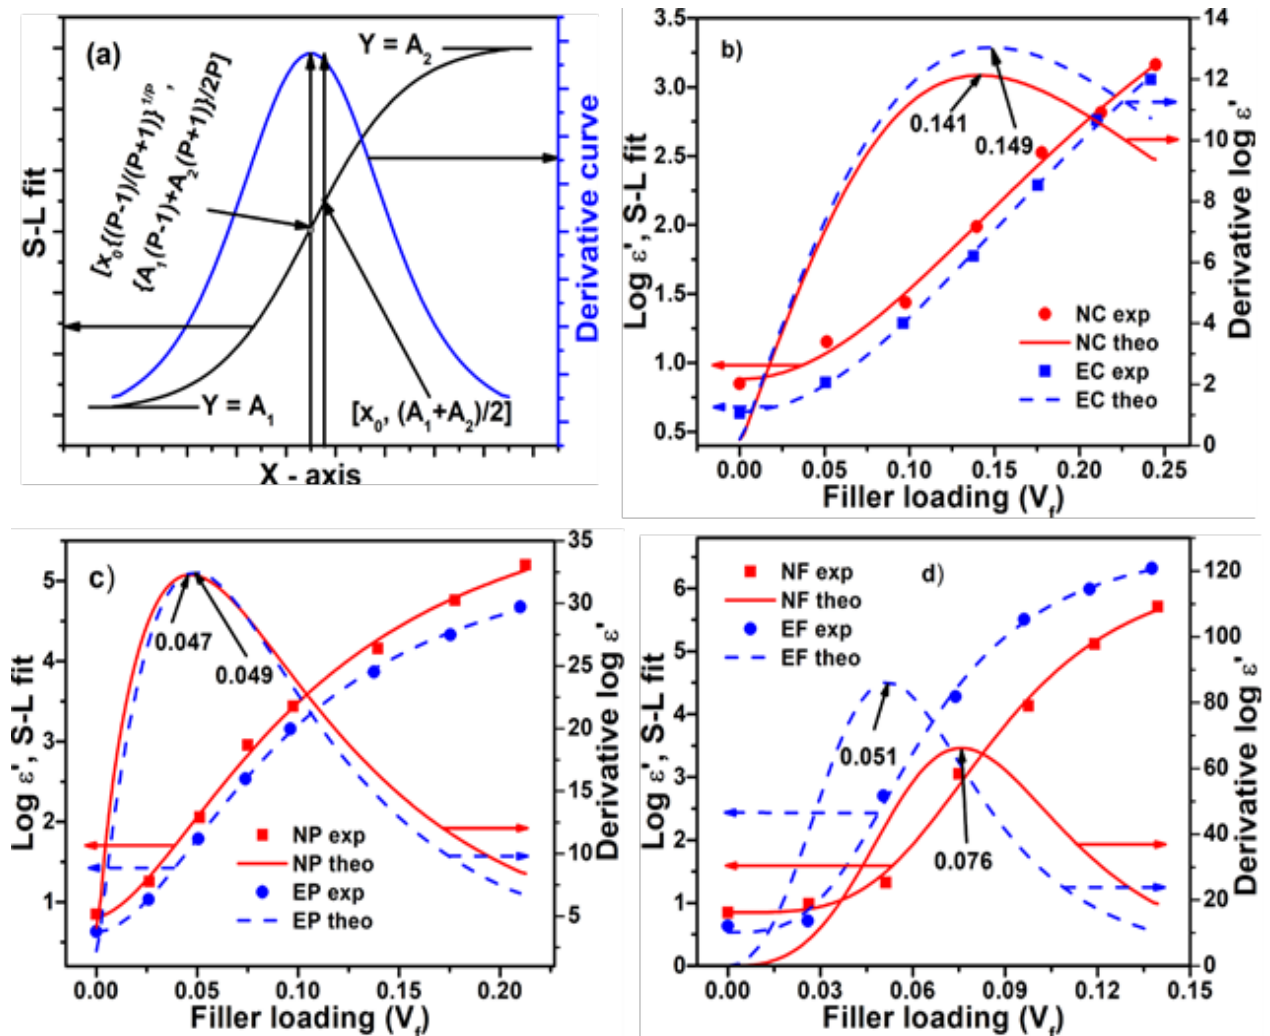 (a)
Y = A2
[x0{(P-1)/(P+1)}^1/P ,
{A1(P-1)+A2(P+1)}/2P]
Y = A1
[x0, (A1+A2)/2]
S-L fit
Derivative curve
X - axis
b)
14
12
10
8
6
4
2
0
3.5
3.0
2.5
2.0
1.5
1.0
0.5
0.141
0.149
NC exp
NC theo
EC exp
EC theo
0.00
0.05
0.10
0.15
0.20
0.25
Log ε', S-L fit
Derivative log ε'
Filler loading (Vf)
c)
35
30
25
20
15
10
5
5
4
3
2
1
0.047
0.049
NP exp
NP theo
EP exp
EP theo
0.00
0.05
0.10
0.15
0.20
Log ε', S-L fit
Derivative log ε'
Filler loading (Vf)
d)
NF exp
NF theo
EF exp
EF theo
120
100
80
60
40
20
0
6
5
4
3
2
1
0
0.051
0.076
0.00
0.03
0.06
0.09
0.12
0.15
Log ε', S-L fit
Derivative log ε'
Filler loading (Vf)